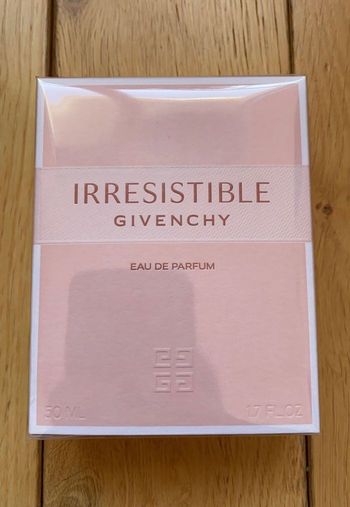 IRRESISTIBLE
GIVENCHY
EAU DE PARFUM
50 ML 1.7 FL.OZ